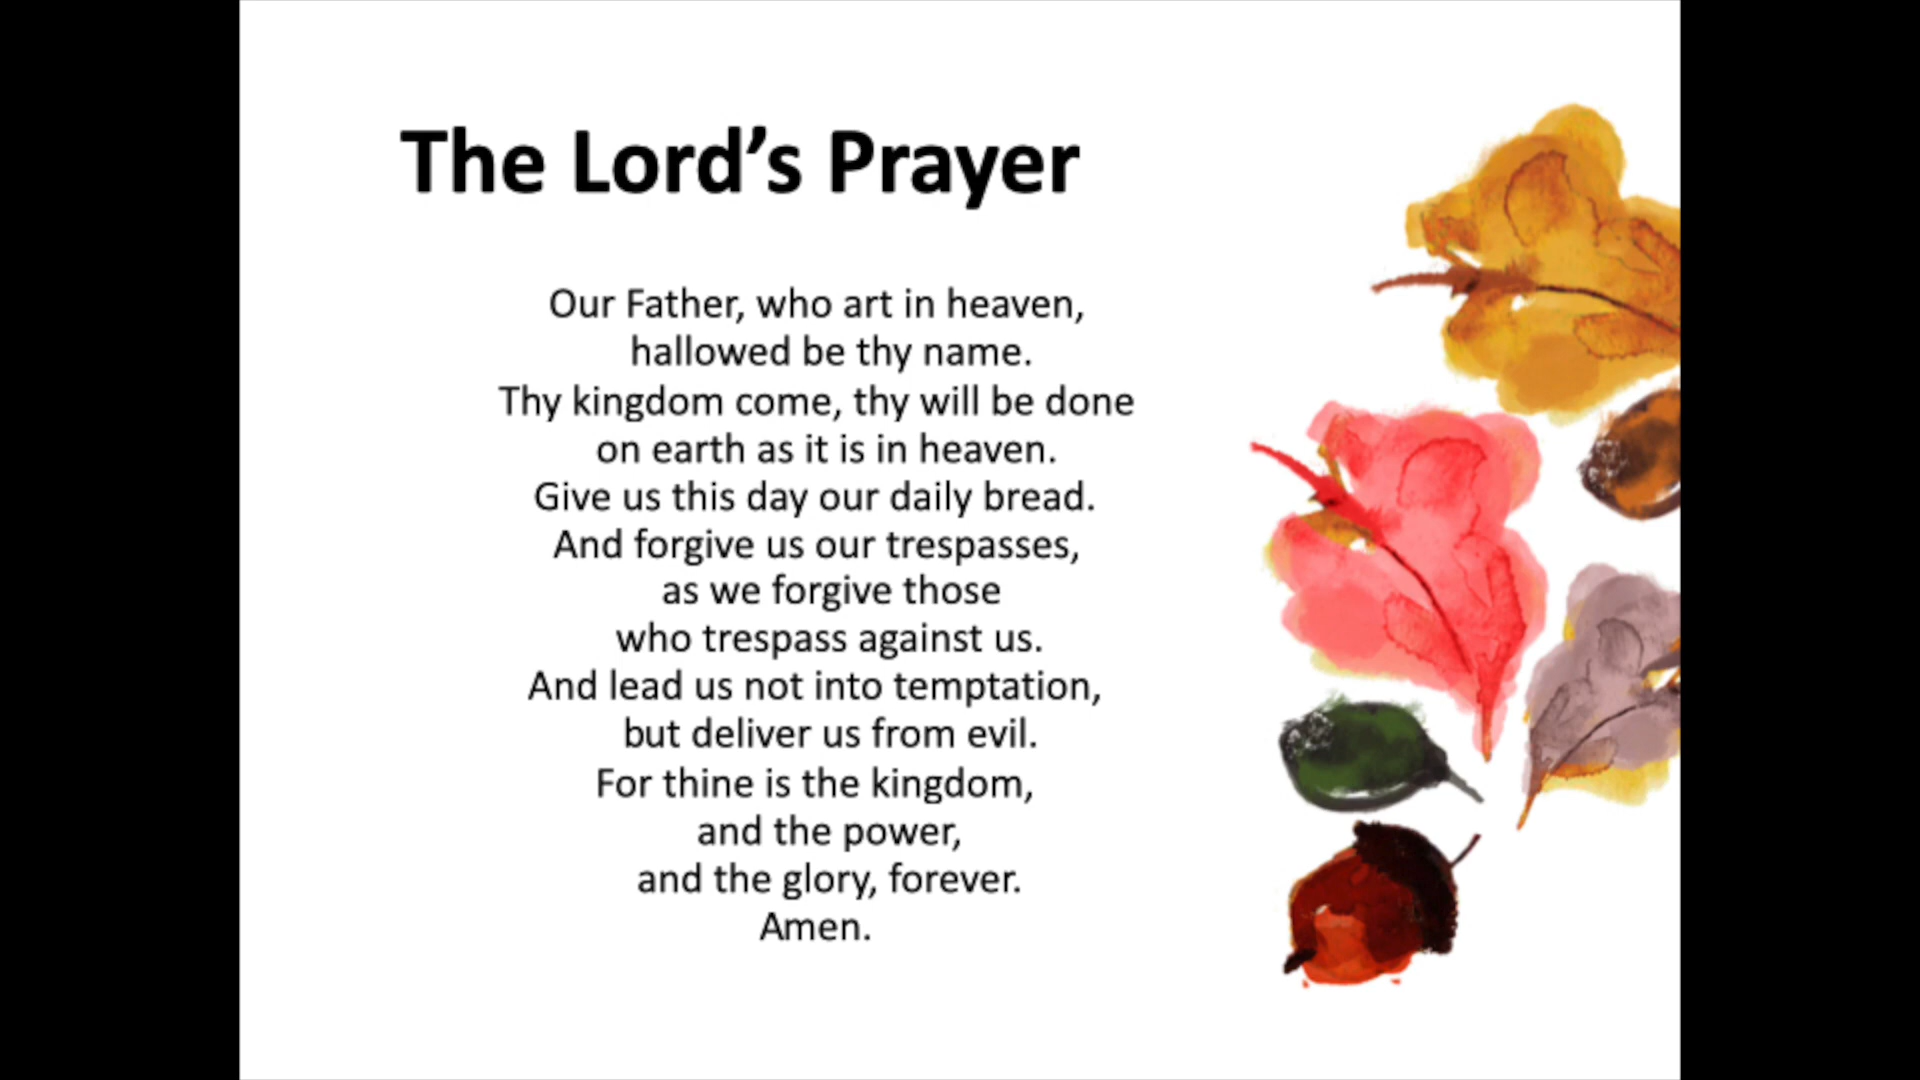 The Lord’s Prayer
Our Father, who art in heaven,
hallowed be thy name.
Thy kingdom come, thy will be done
on earth as it is in heaven.
Give us this day our daily bread.
And forgive us our trespasses,
as we forgive those
who trespass against us.
And lead us not into temptation,
but deliver us from evil.
For thine is the kingdom,
and the power,
and the glory, forever.
Amen.